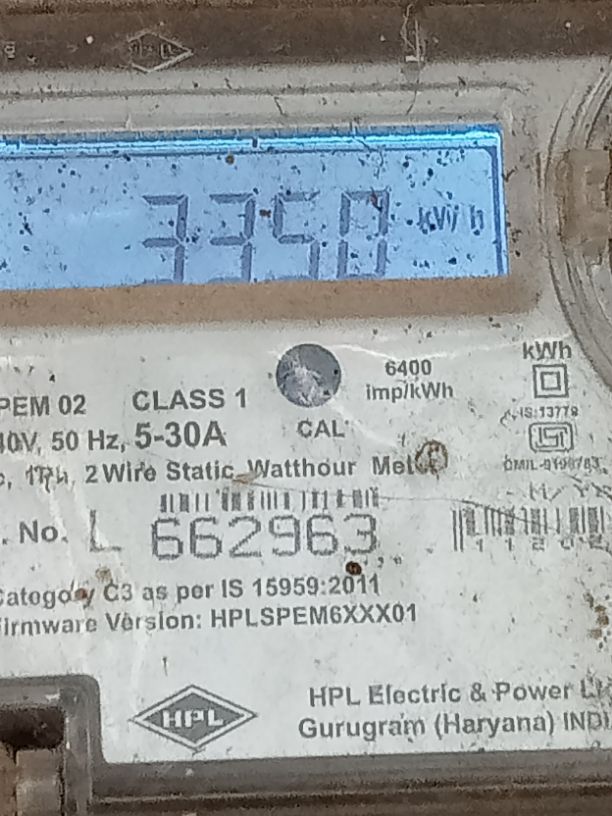 3350 kWh
kWh
6400
imp/kWh
PEM 02 CLASS 1
CAL
IS:13779
40V, 50 Hz, 5-30A
2 Wire Static Watthour Meter
. No. L 662963
Category C3 as per IS 15959:2011
Firmware Version: HPLSPEM6XXX01
HPL
HPL Electric & Power
Gurugram (Haryana) INDI